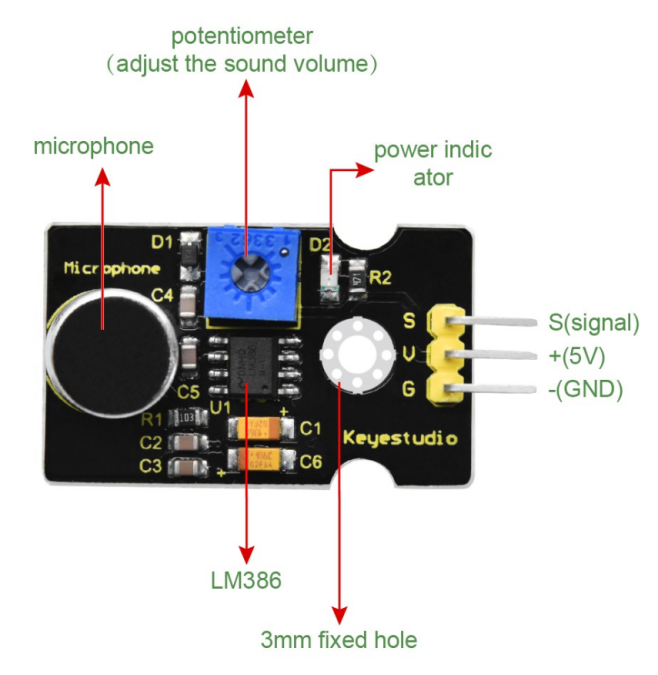 potentiometer
（adjust the sound volume）
microphone
power indic
ator
D1
D2
Microphone
R2
C4
S
S(signal)
V
+(5V)
G
-(GND)
C5
U1
R1
103
+
C1
C2
Keyestudio
C3
+
C6
LM386
3mm fixed hole